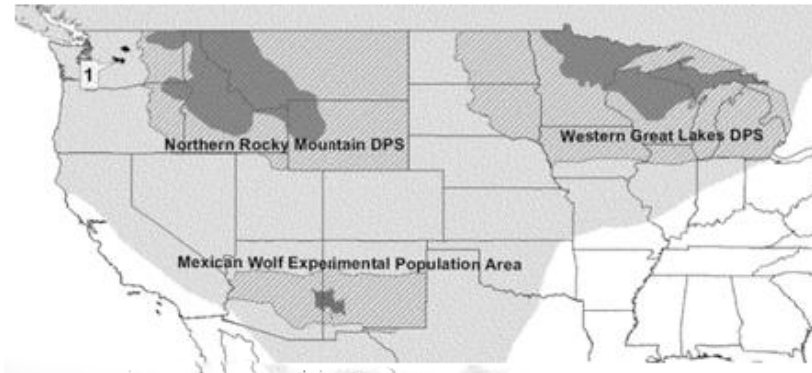 1
Northern Rocky Mountain DPS
Western Great Lakes DPS
Mexican Wolf Experimental Population Area